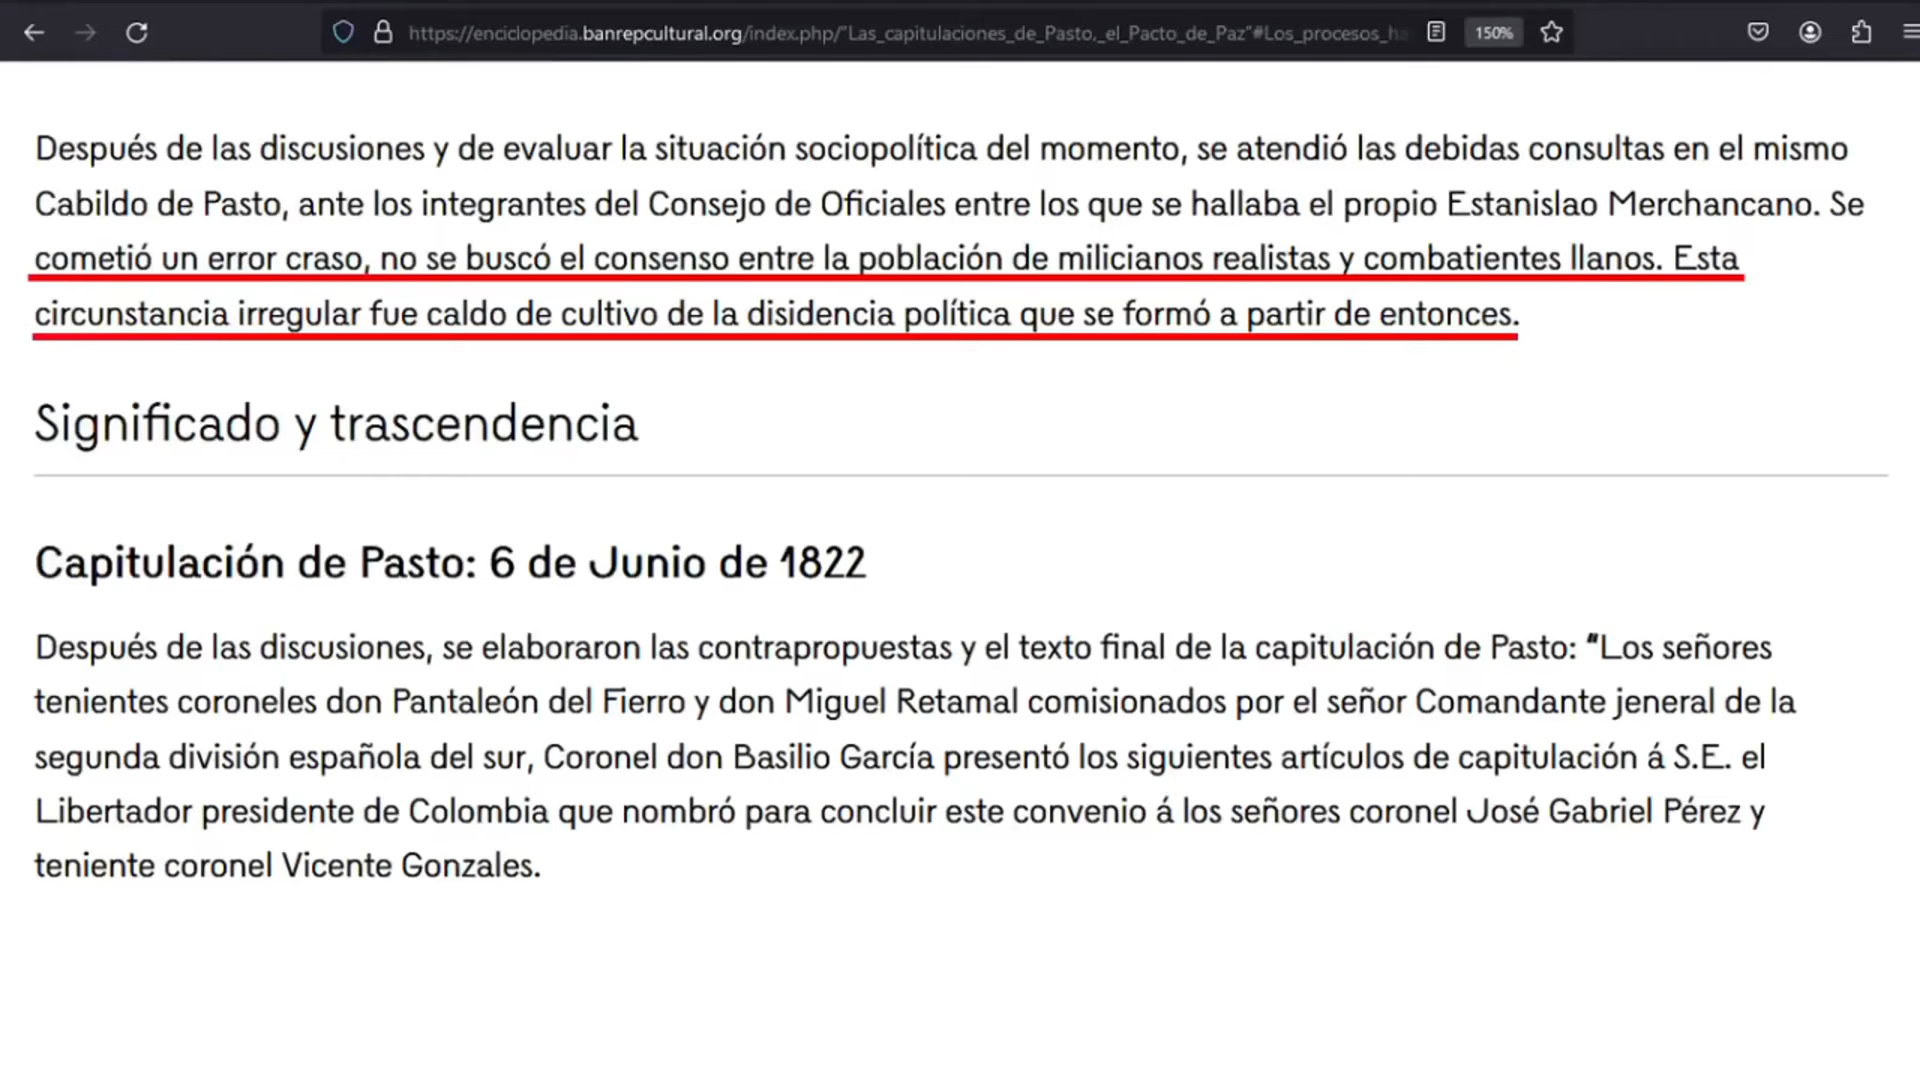 https://enciclopedia.banrepcultural.org/index.php/"Las_capitulaciones_de_Pasto,_el_Pacto_de_Paz"#Los_procesos_ha
150%
Después de las discusiones y de evaluar la situación sociopolítica del momento, se atendió las debidas consultas en el mismo
Cabildo de Pasto, ante los integrantes del Consejo de Oficiales entre los que se hallaba el propio Estanislao Merchancano. Se
cometió un error craso, no se buscó el consenso entre la población de milicianos realistas y combatientes llanos. Esta
circunstancia irregular fue caldo de cultivo de la disidencia política que se formó a partir de entonces.
Significado y trascendencia
Capitulación de Pasto: 6 de Junio de 1822
Después de las discusiones, se elaboraron las contrapropuestas y el texto final de la capitulación de Pasto: "Los señores
tenientes coroneles don Pantaleón del Fierro y don Miguel Retamal comisionados por el señor Comandante jeneral de la
segunda división española del sur, Coronel don Basilio García presentó los siguientes artículos de capitulación á S.E. el
Libertador presidente de Colombia que nombró para concluir este convenio á los señores coronel José Gabriel Pérez y
teniente coronel Vicente Gonzales.